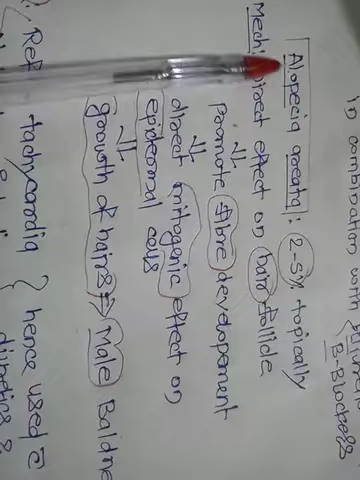 in combination with { Diuretic
B-Blockers
Alopecia areata : 2-5% topically
Mech: Direct effect on hair follicle
⇓
promote fibre development
⇓
direct mitogenic effect on
epidermal cells
⇓
growth of hairs ⇒ Male Baldne
Ref tachycardia } hence used c̄
diuretics &